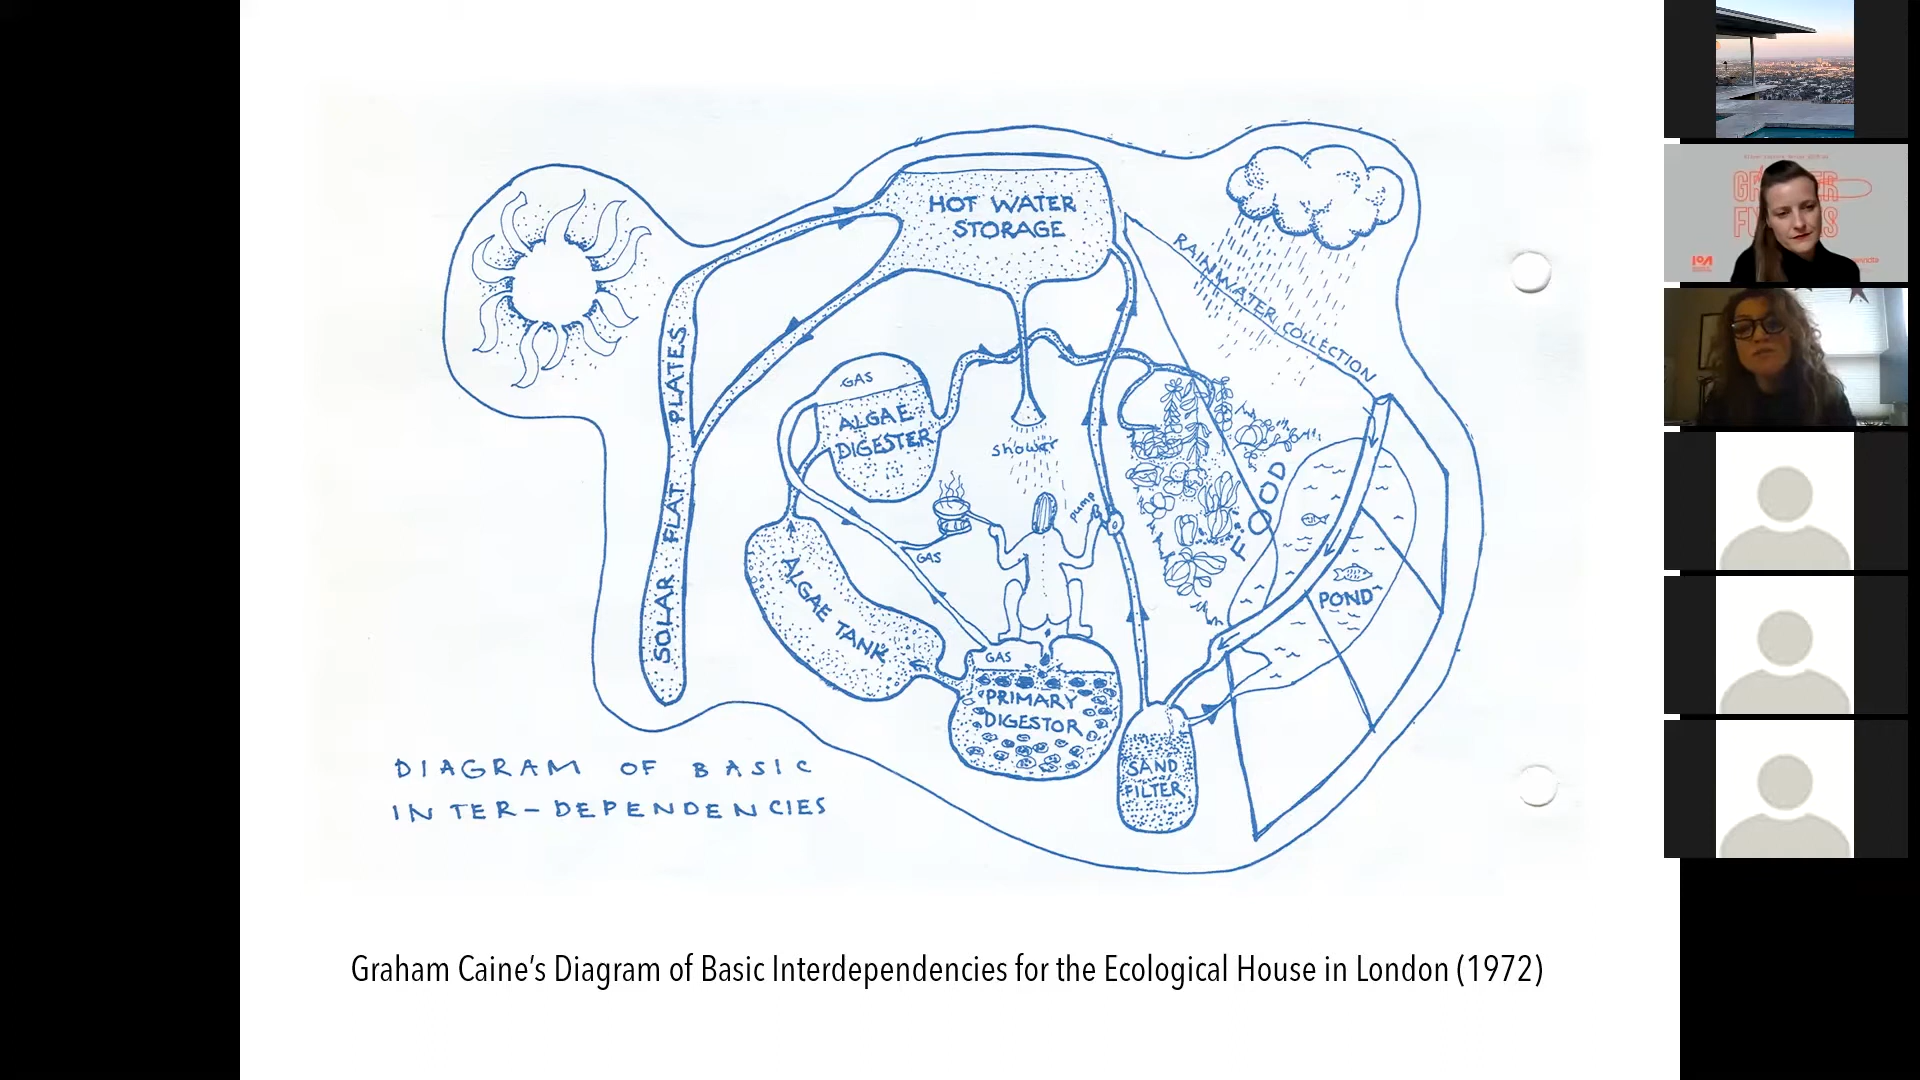 HOT WATER
STORAGE
RAINWATER COLLECTION
SOLAR FLAT PLATES
GAS
ALGAE
DIGESTER
shower
pump
GAS
FOOD
ALGAE TANK
POND
GAS
PRIMARY
DIGESTOR
SAND
FILTER
DIAGRAM OF BASIC
INTER-DEPENDENCIES
Graham Caine's Diagram of Basic Interdependencies for the Ecological House in London (1972)